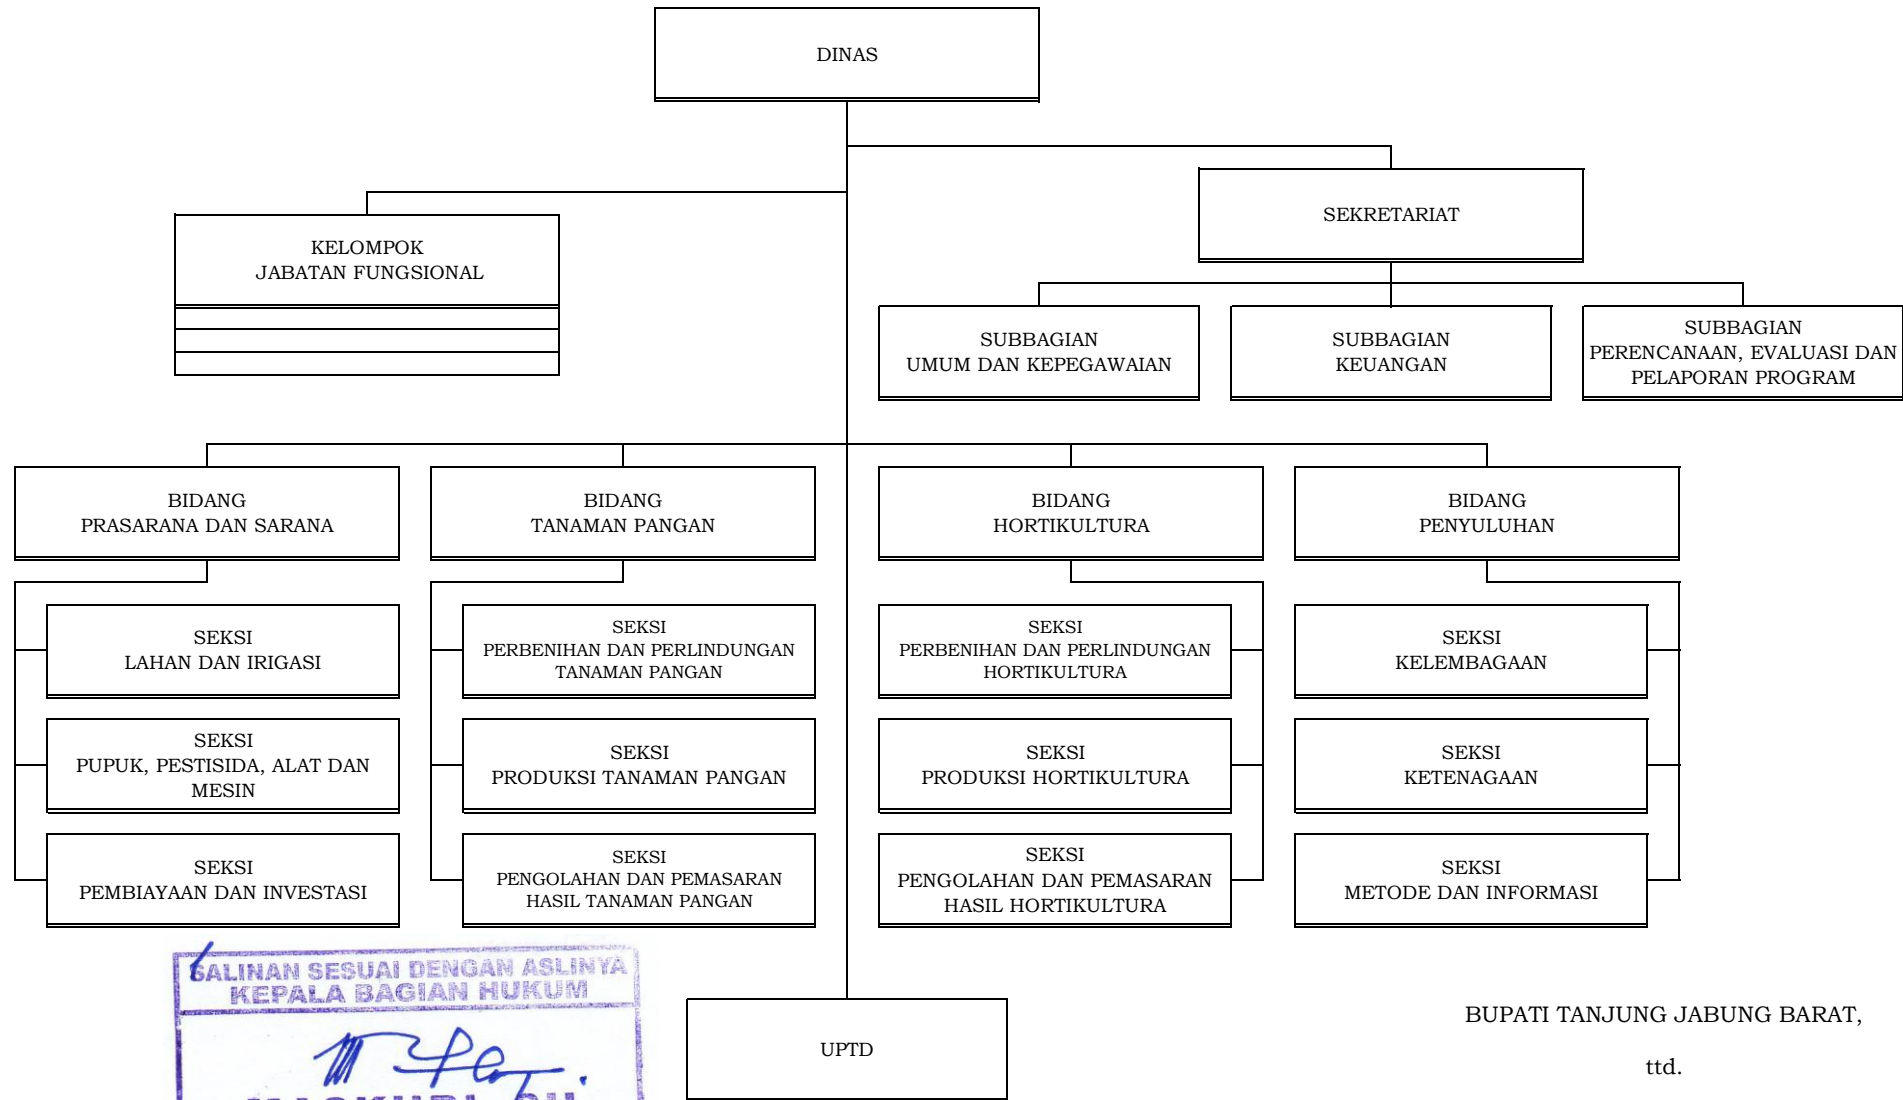 DINAS
SEKRETARIAT
KELOMPOK
JABATAN FUNGSIONAL
SUBBAGIAN
UMUM DAN KEPEGAWAIAN
SUBBAGIAN
KEUANGAN
SUBBAGIAN
PERENCANAAN, EVALUASI DAN
PELAPORAN PROGRAM
BIDANG
PRASARANA DAN SARANA
BIDANG
TANAMAN PANGAN
BIDANG
HORTIKULTURA
BIDANG
PENYULUHAN
SEKSI
LAHAN DAN IRIGASI
SEKSI
PERBENIHAN DAN PERLINDUNGAN
TANAMAN PANGAN
SEKSI
PERBENIHAN DAN PERLINDUNGAN
HORTIKULTURA
SEKSI
KELEMBAGAAN
SEKSI
PUPUK, PESTISIDA, ALAT DAN
MESIN
SEKSI
PRODUKSI TANAMAN PANGAN
SEKSI
PRODUKSI HORTIKULTURA
SEKSI
KETENAGAAN
SEKSI
PEMBIAYAAN DAN INVESTASI
SEKSI
PENGOLAHAN DAN PEMASARAN
HASIL TANAMAN PANGAN
SEKSI
PENGOLAHAN DAN PEMASARAN
HASIL HORTIKULTURA
SEKSI
METODE DAN INFORMASI
SALINAN SESUAI DENGAN ASLINYA
KEPALA BAGIAN HUKUM
UPTD
BUPATI TANJUNG JABUNG BARAT,
ttd.